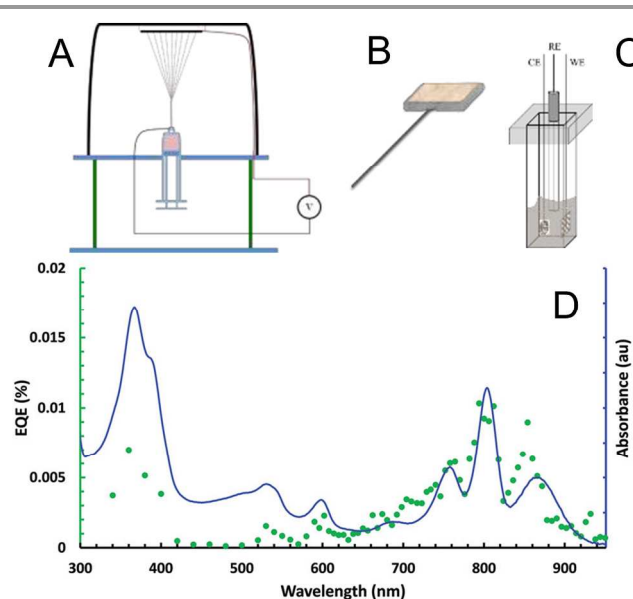 A
B
C
RE
CE
WE
V
D
0.02
0.015
0.01
0.005
0
EQE (%)
Absorbance (au)
300 400 500 600 700 800 900
Wavelength (nm)